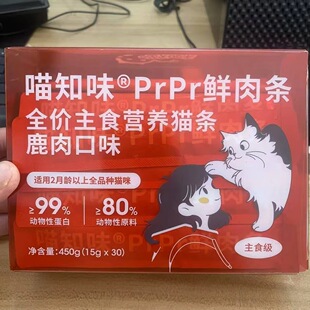 喵知味®PrPr鲜肉条
全价主食营养猫条
鹿肉口味
适用2月龄以上全品种猫咪
≥99% ≥80%
动物性蛋白 动物性原料
净含量:450g(15g×30)
主食级